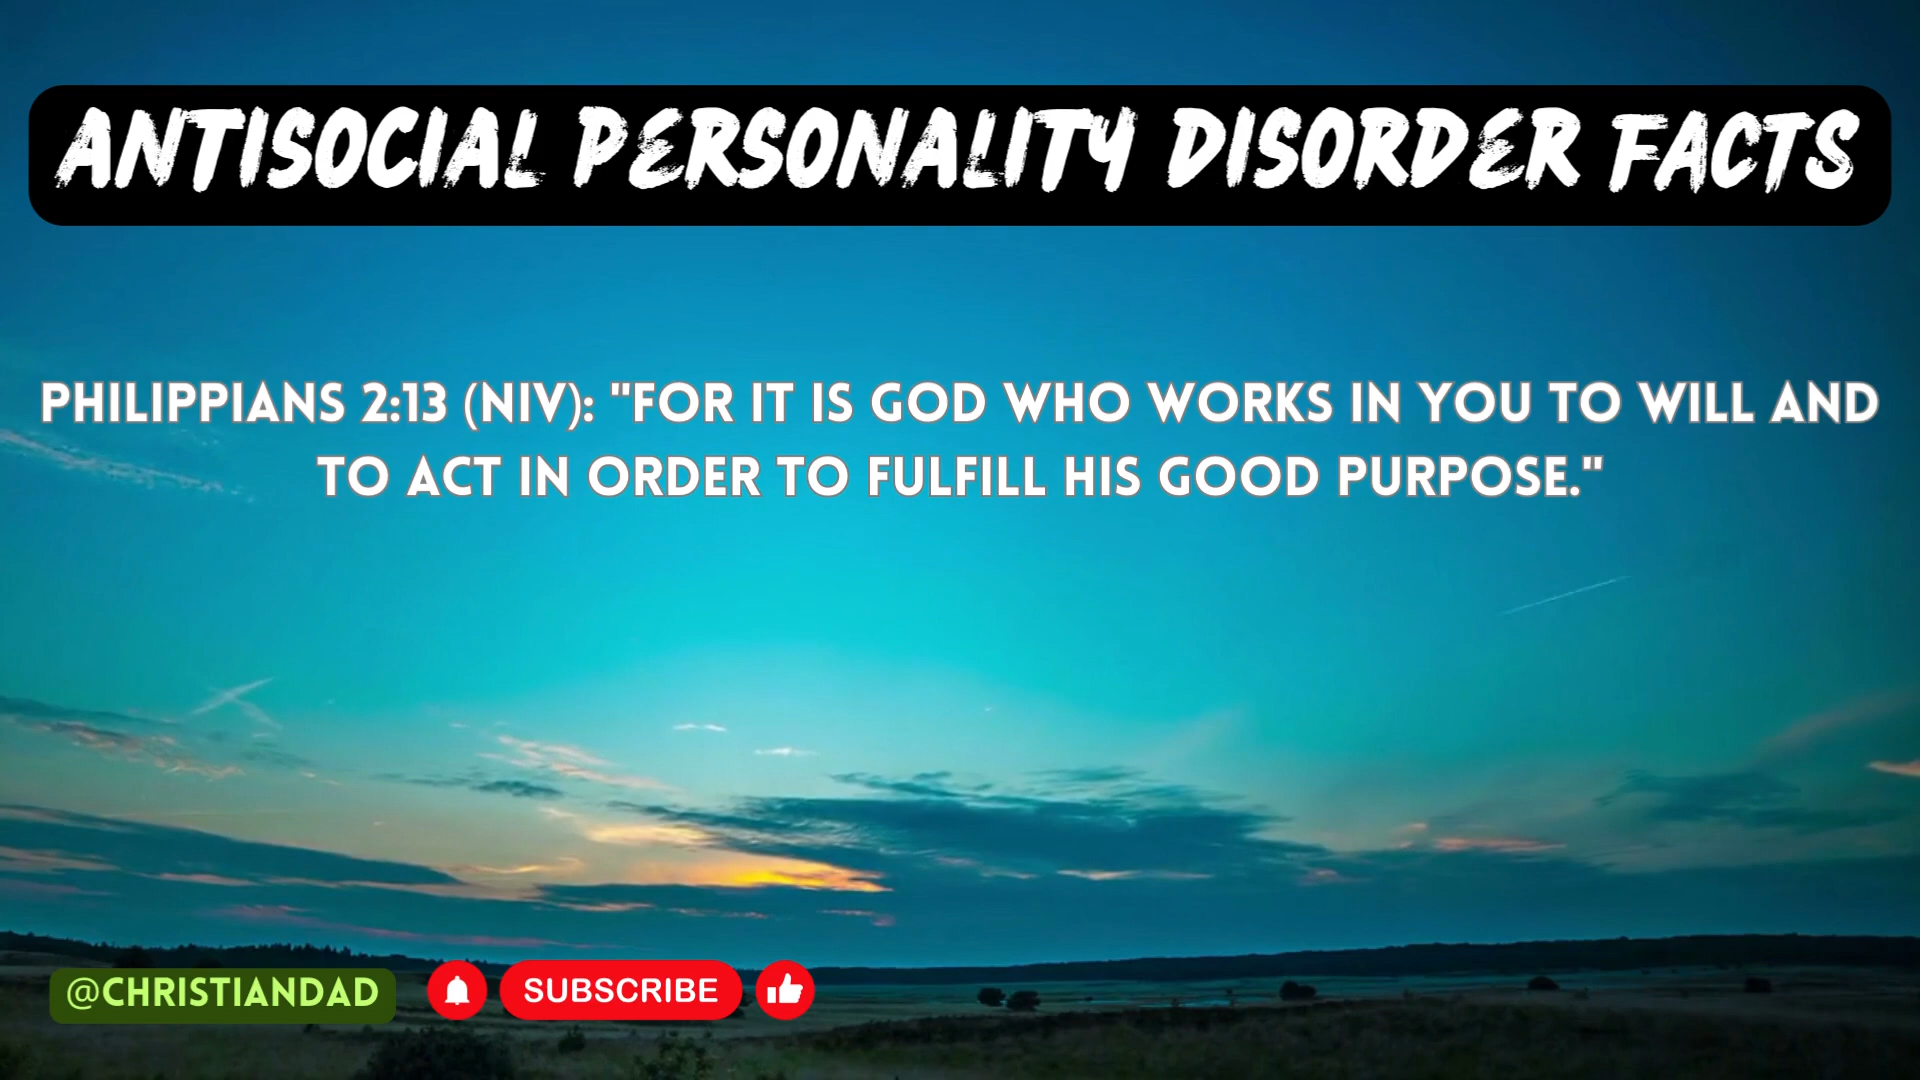 ANTISOCIAL PERSONALITY DISORDER FACTS
PHILIPPIANS 2:13 (NIV): "FOR IT IS GOD WHO WORKS IN YOU TO WILL AND
TO ACT IN ORDER TO FULFILL HIS GOOD PURPOSE."
@CHRISTIANDAD
SUBSCRIBE